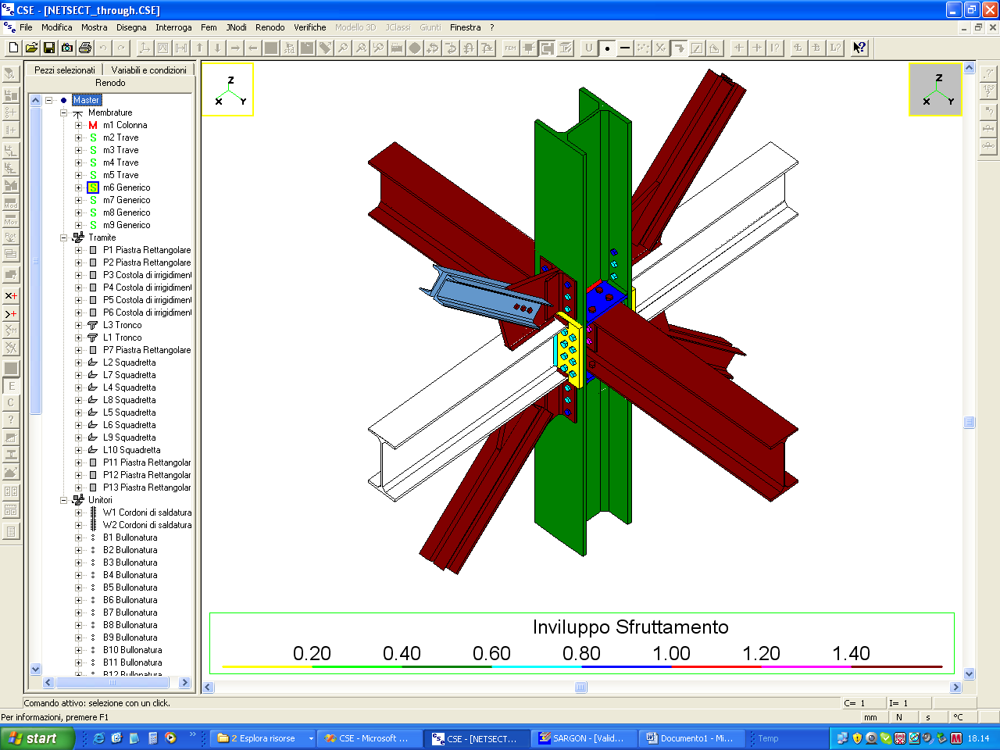 CSE - [NETSECT_through.CSE]
File Modifica Mostra Disegna Interroga Fem JNodi Renodo Verifiche Modello 3D JClassi Giunti Finestra ?
Pezzi selezionati Variabili e condizioni
Renodo
Master
Membrature
m1 Colonna
m2 Trave
m3 Trave
m4 Trave
m5 Trave
m6 Generico
m7 Generico
m8 Generico
m9 Generico
Tramite
P1 Piastra Rettangolare
P2 Piastra Rettangolare
P3 Costola di irrigidiment
P4 Costola di irrigidiment
P5 Costola di irrigidiment
P6 Costola di irrigidiment
L3 Tronco
L1 Tronco
P7 Piastra Rettangolare
L2 Squadretta
L7 Squadretta
L4 Squadretta
L8 Squadretta
L5 Squadretta
L6 Squadretta
L9 Squadretta
L10 Squadretta
P11 Piastra Rettangolar
P12 Piastra Rettangolar
P13 Piastra Rettangolar
Unitori
W1 Cordoni di saldatura
W2 Cordoni di saldatura
B1 Bullonatura
B2 Bullonatura
B3 Bullonatura
B4 Bullonatura
B5 Bullonatura
B6 Bullonatura
B7 Bullonatura
B8 Bullonatura
B9 Bullonatura
B10 Bullonatura
B11 Bullonatura
B12 Bullonatura
Z
X Y
Z
X Y
Inviluppo Sfruttamento
0.20 0.40 0.60 0.80 1.00 1.20 1.40
Comando attivo: selezione con un click.
C= 1 I= 1
Per informazioni, premere F1
mm N s °C
start
2 Esplora risorse
CSE - Microsoft ...
CSE - [NETSECT...
SARGON - [Valid...
Documento1 - Mi...
Temp
18.14